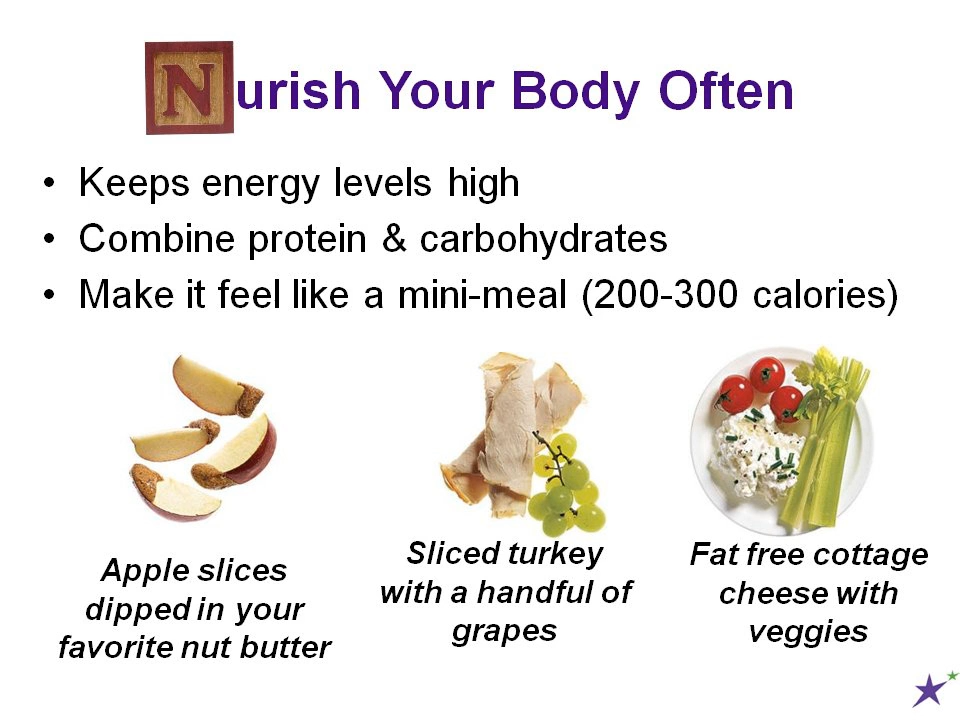 Nurish Your Body Often
• Keeps energy levels high
• Combine protein & carbohydrates
• Make it feel like a mini-meal (200-300 calories)
Apple slices
dipped in your
favorite nut butter
Sliced turkey
with a handful of
grapes
Fat free cottage
cheese with
veggies